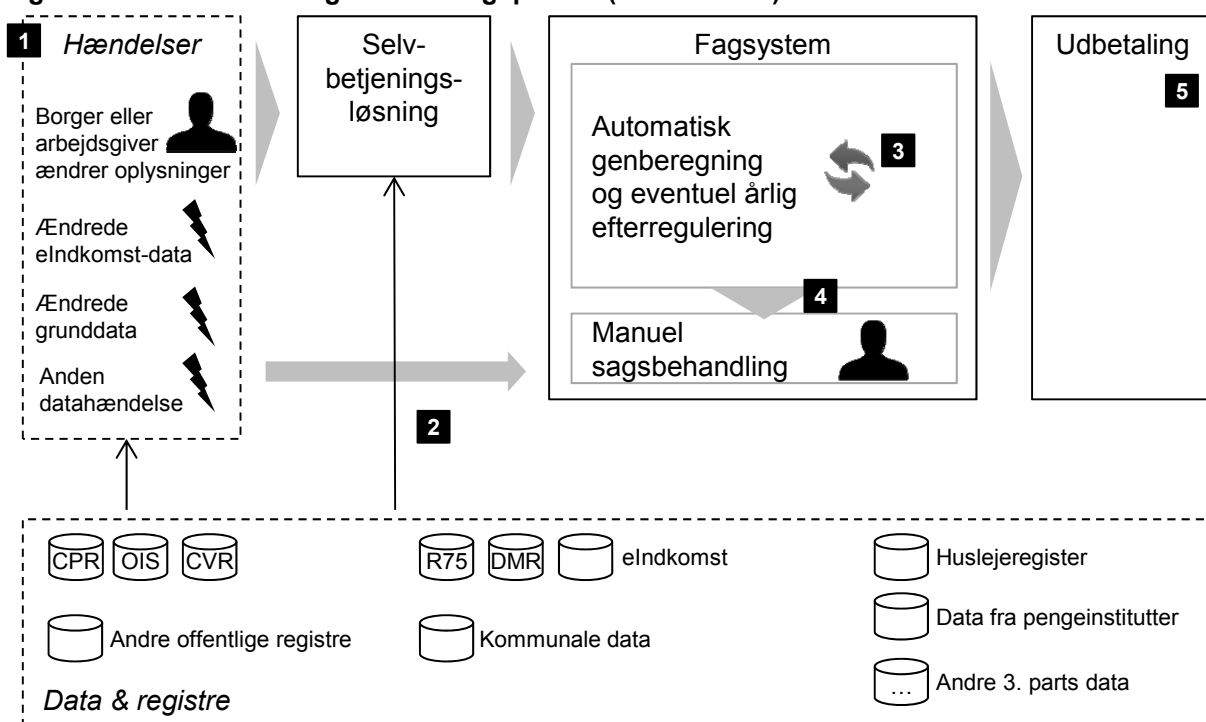 1
Hændelser
Borger eller
arbejdsgiver
ændrer oplysninger
Ændrede
eIndkomst-data
Ændrede
grunddata
Anden
datahændelse
Selv-
betjenings-
løsning
2
Fagsystem
Automatisk
genberegning
og eventuel årlig
efterregulering
3
4
Manuel
sagsbehandling
Udbetaling
5
CPR OIS CVR
R75 DMR eIndkomst
Huslejeregister
Andre offentlige registre
Kommunale data
Data fra pengeinstitutter
… Andre 3. parts data
Data & registre